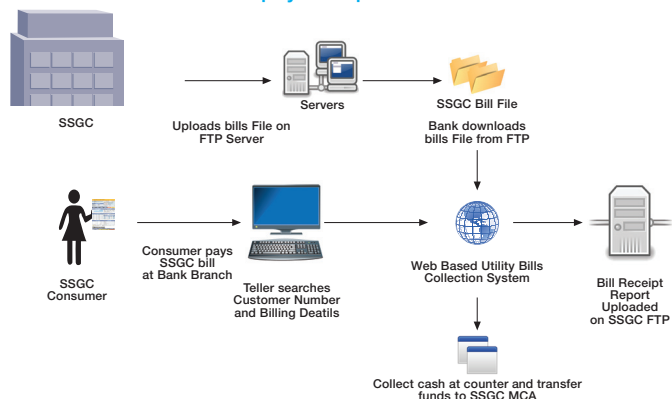 SSGC
Servers
SSGC Bill File
Uploads bills File on
FTP Server
Bank downloads
bills File from FTP
SSGC
Consumer
Consumer pays
SSGC bill
at Bank Branch
Teller searches
Customer Number
and Billing Deatils
Web Based Utility Bills
Collection System
Bill Receipt
Report
Uploaded
on SSGC FTP
Collect cash at counter and transfer
funds to SSGC MCA